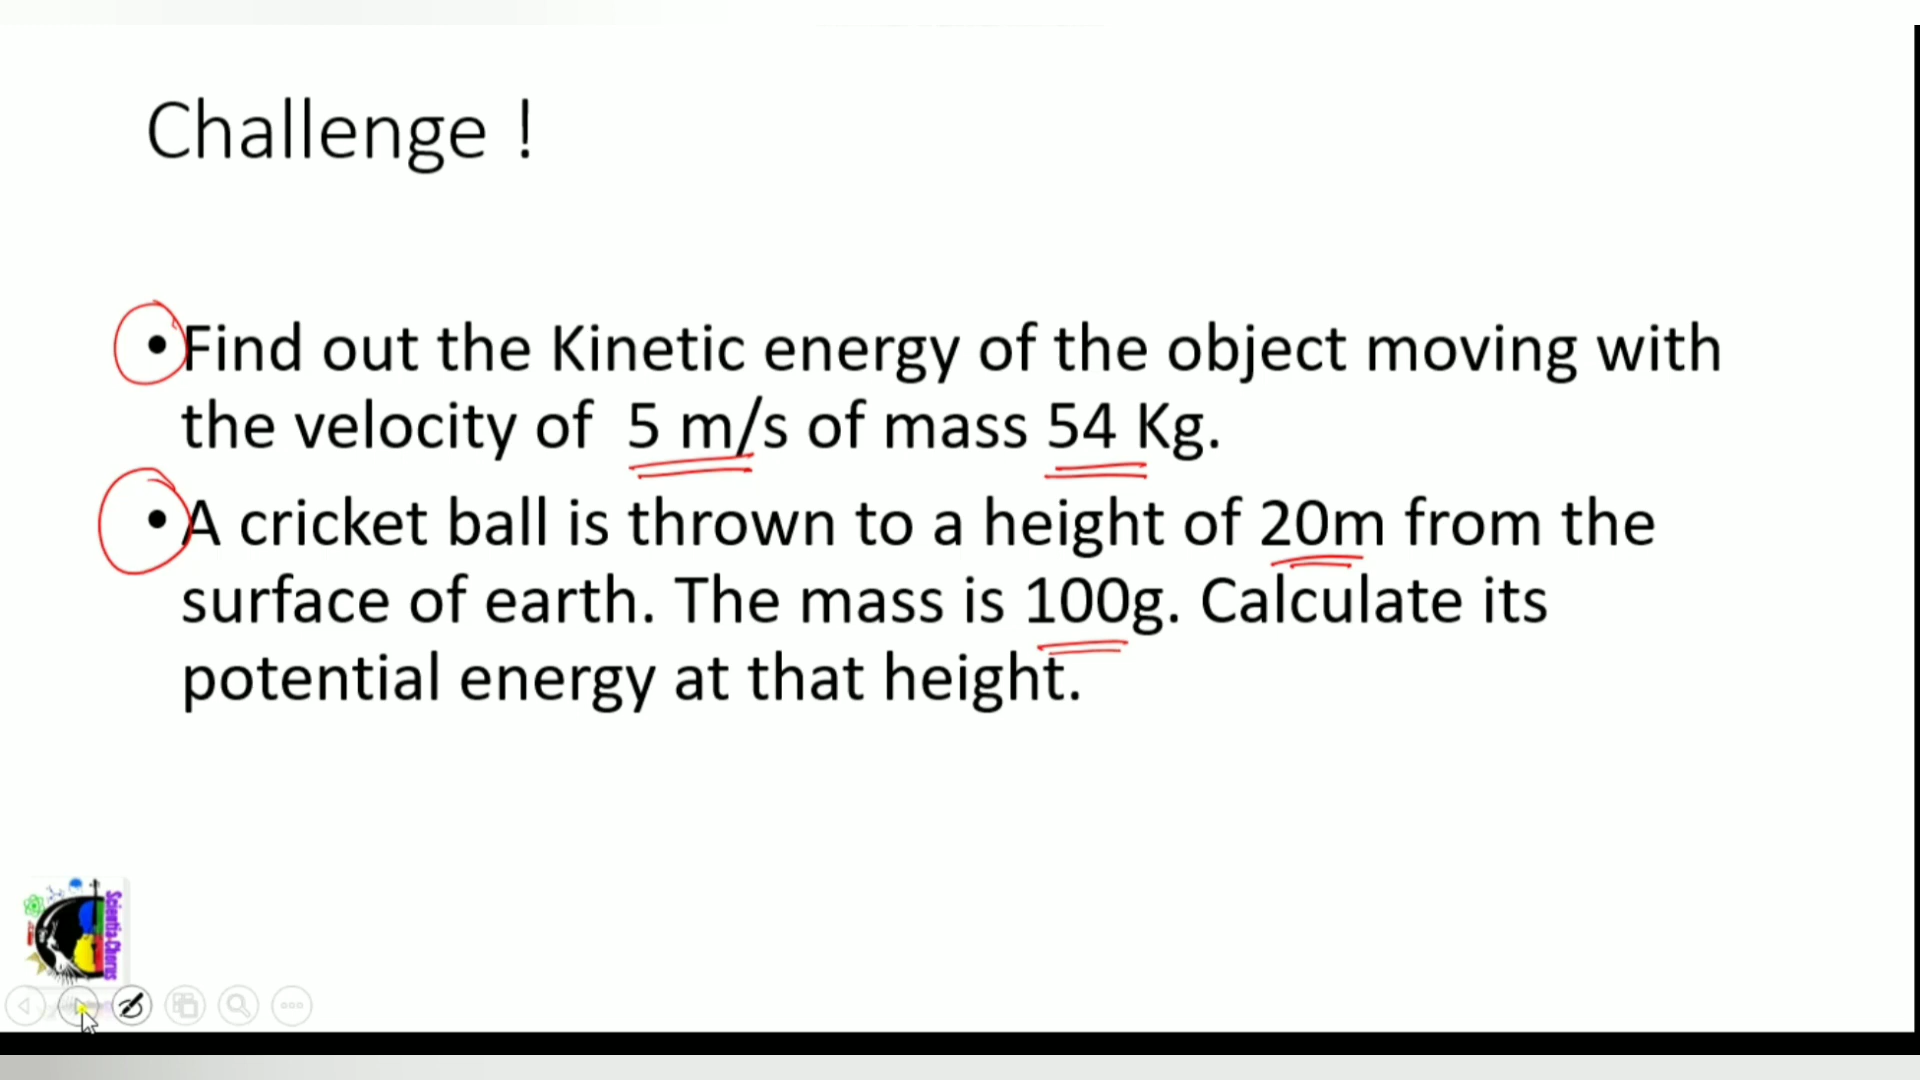 Challenge !
• Find out the Kinetic energy of the object moving with
the velocity of 5 m/s of mass 54 Kg.
• A cricket ball is thrown to a height of 20m from the
surface of earth. The mass is 100g. Calculate its
potential energy at that height.
Scientia Chorus